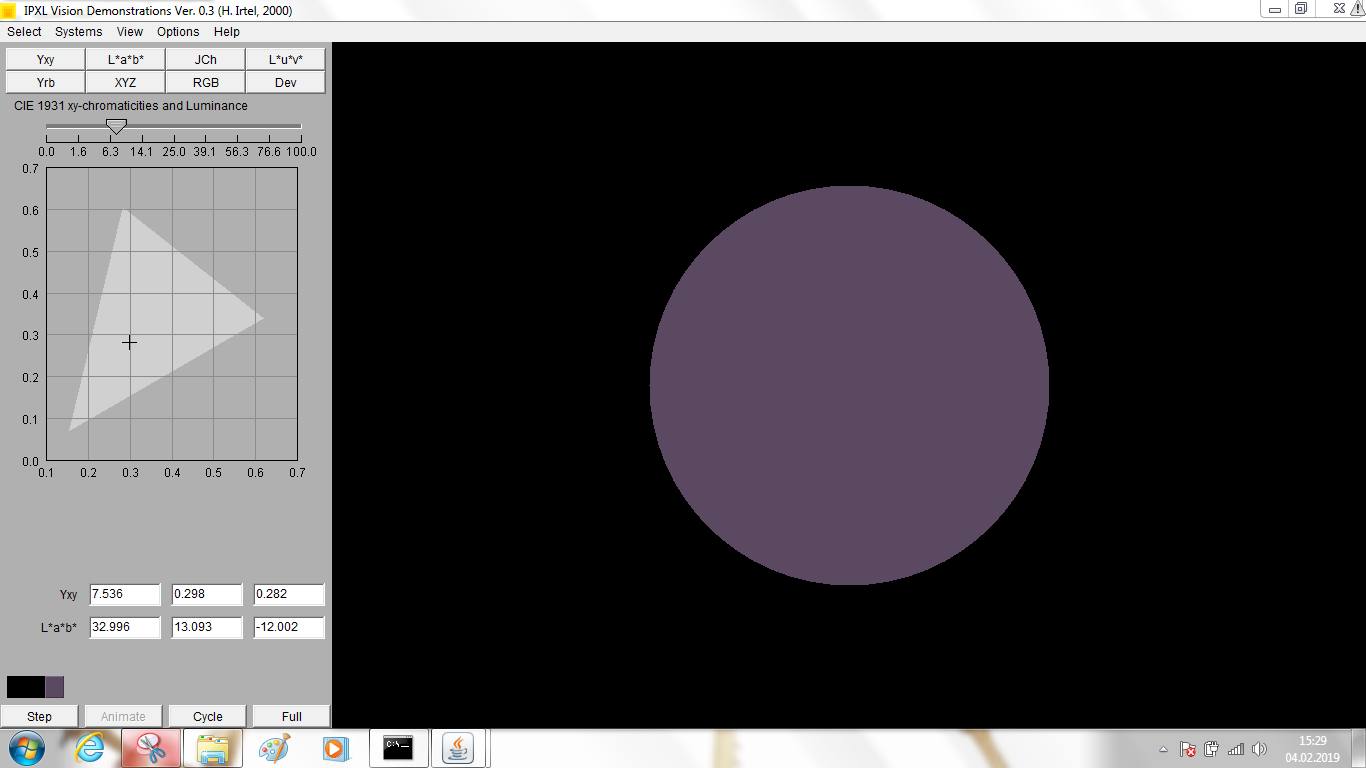 IPXL Vision Demonstrations Ver. 0.3 (H. Irtel, 2000)
Select Systems View Options Help
Yxy L*a*b* JCh L*u*v*
Yrb XYZ RGB Dev
CIE 1931 xy-chromaticities and Luminance
0.0 1.6 6.3 14.1 25.0 39.1 56.3 76.6 100.0
0.7
0.6
0.5
0.4
0.3
0.2
0.1
0.0
0.1 0.2 0.3 0.4 0.5 0.6 0.7
Yxy 7.536 0.298 0.282
L*a*b* 32.996 13.093 -12.002
Step Animate Cycle Full
C:\_
15:29
04.02.2019